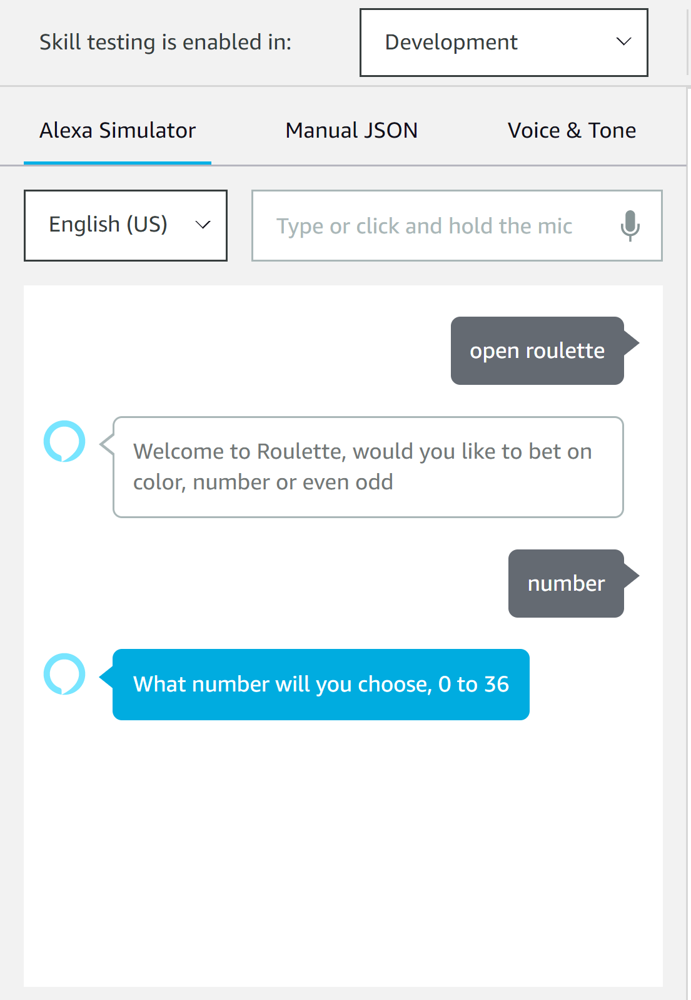 Skill testing is enabled in:
Development
Alexa Simulator
Manual JSON
Voice & Tone
English (US)
Type or click and hold the mic
open roulette
Welcome to Roulette, would you like to bet on
color, number or even odd
number
What number will you choose, 0 to 36